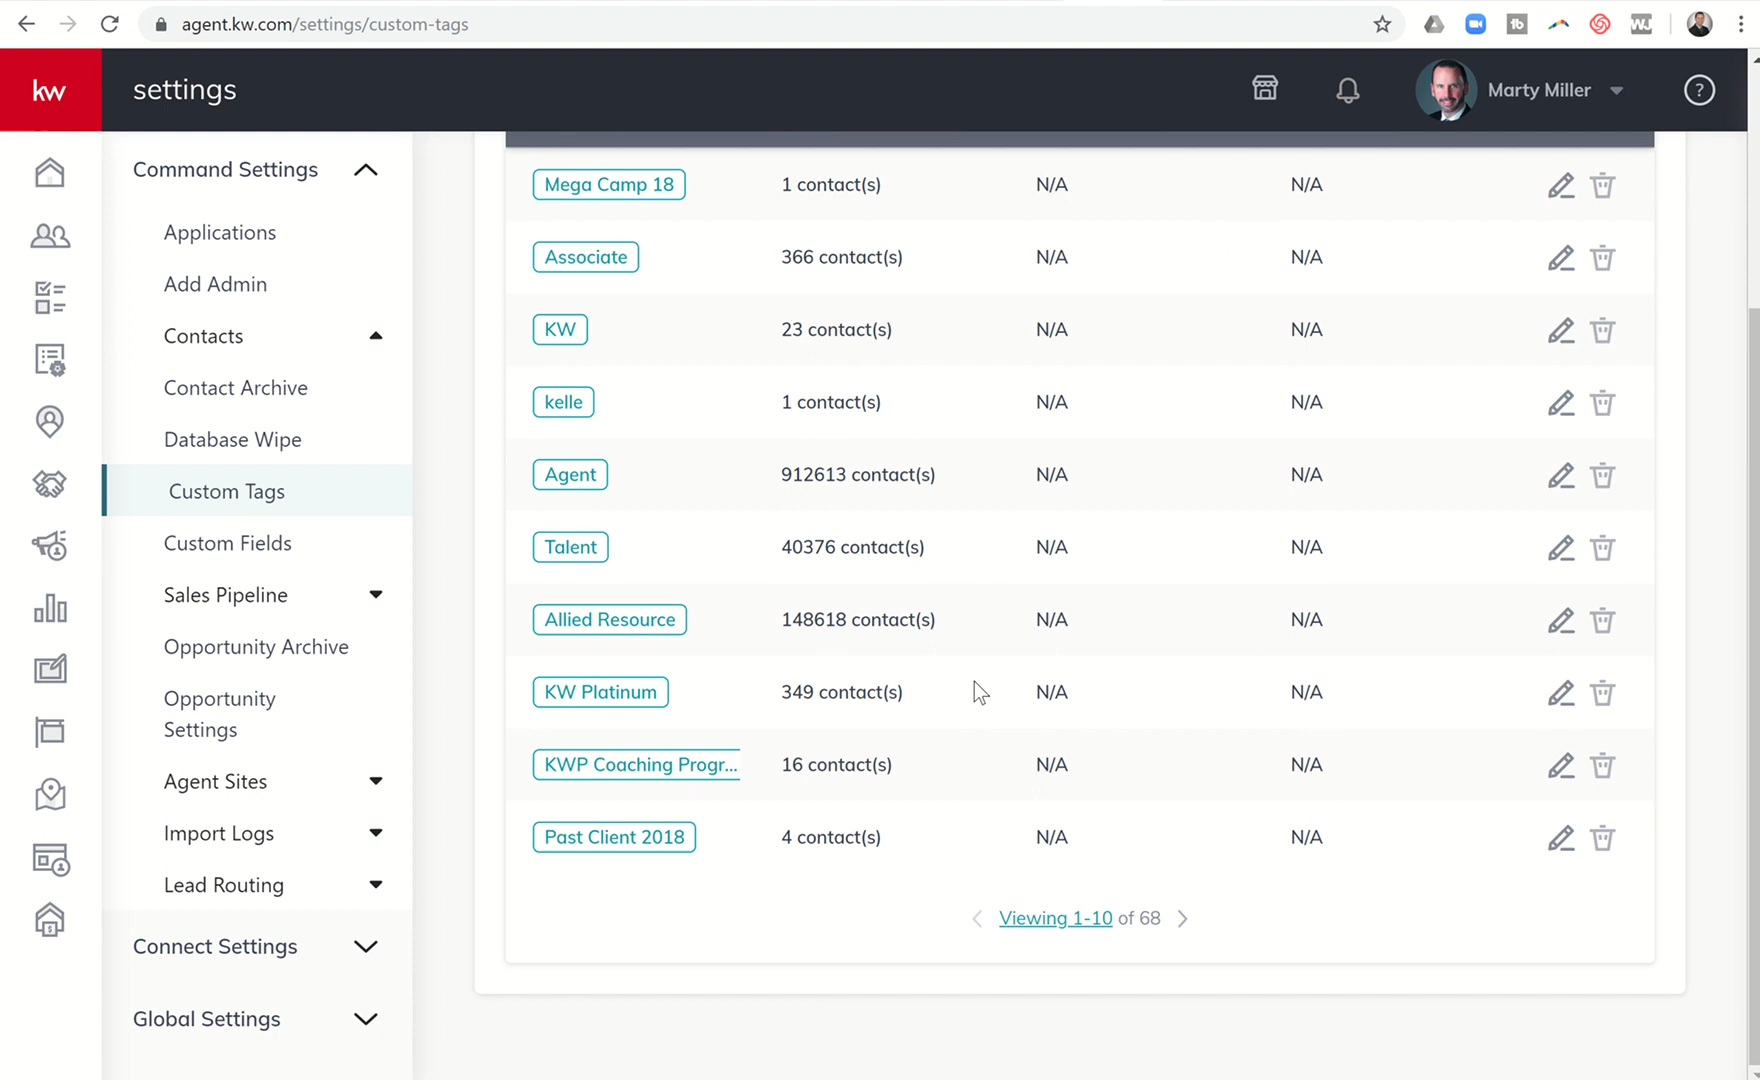 agent.kw.com/settings/custom-tags
kw
settings
Marty Miller
?
Command Settings
Applications
Add Admin
Contacts
Contact Archive
Database Wipe
Custom Tags
Custom Fields
Sales Pipeline
Opportunity Archive
Opportunity
Settings
Agent Sites
Import Logs
Lead Routing
Connect Settings
Global Settings
Mega Camp 18 1 contact(s) N/A N/A
Associate 366 contact(s) N/A N/A
KW 23 contact(s) N/A N/A
kelle 1 contact(s) N/A N/A
Agent 912613 contact(s) N/A N/A
Talent 40376 contact(s) N/A N/A
Allied Resource 148618 contact(s) N/A N/A
KW Platinum 349 contact(s) N/A N/A
KWP Coaching Progr... 16 contact(s) N/A N/A
Past Client 2018 4 contact(s) N/A N/A
Viewing 1-10 of 68